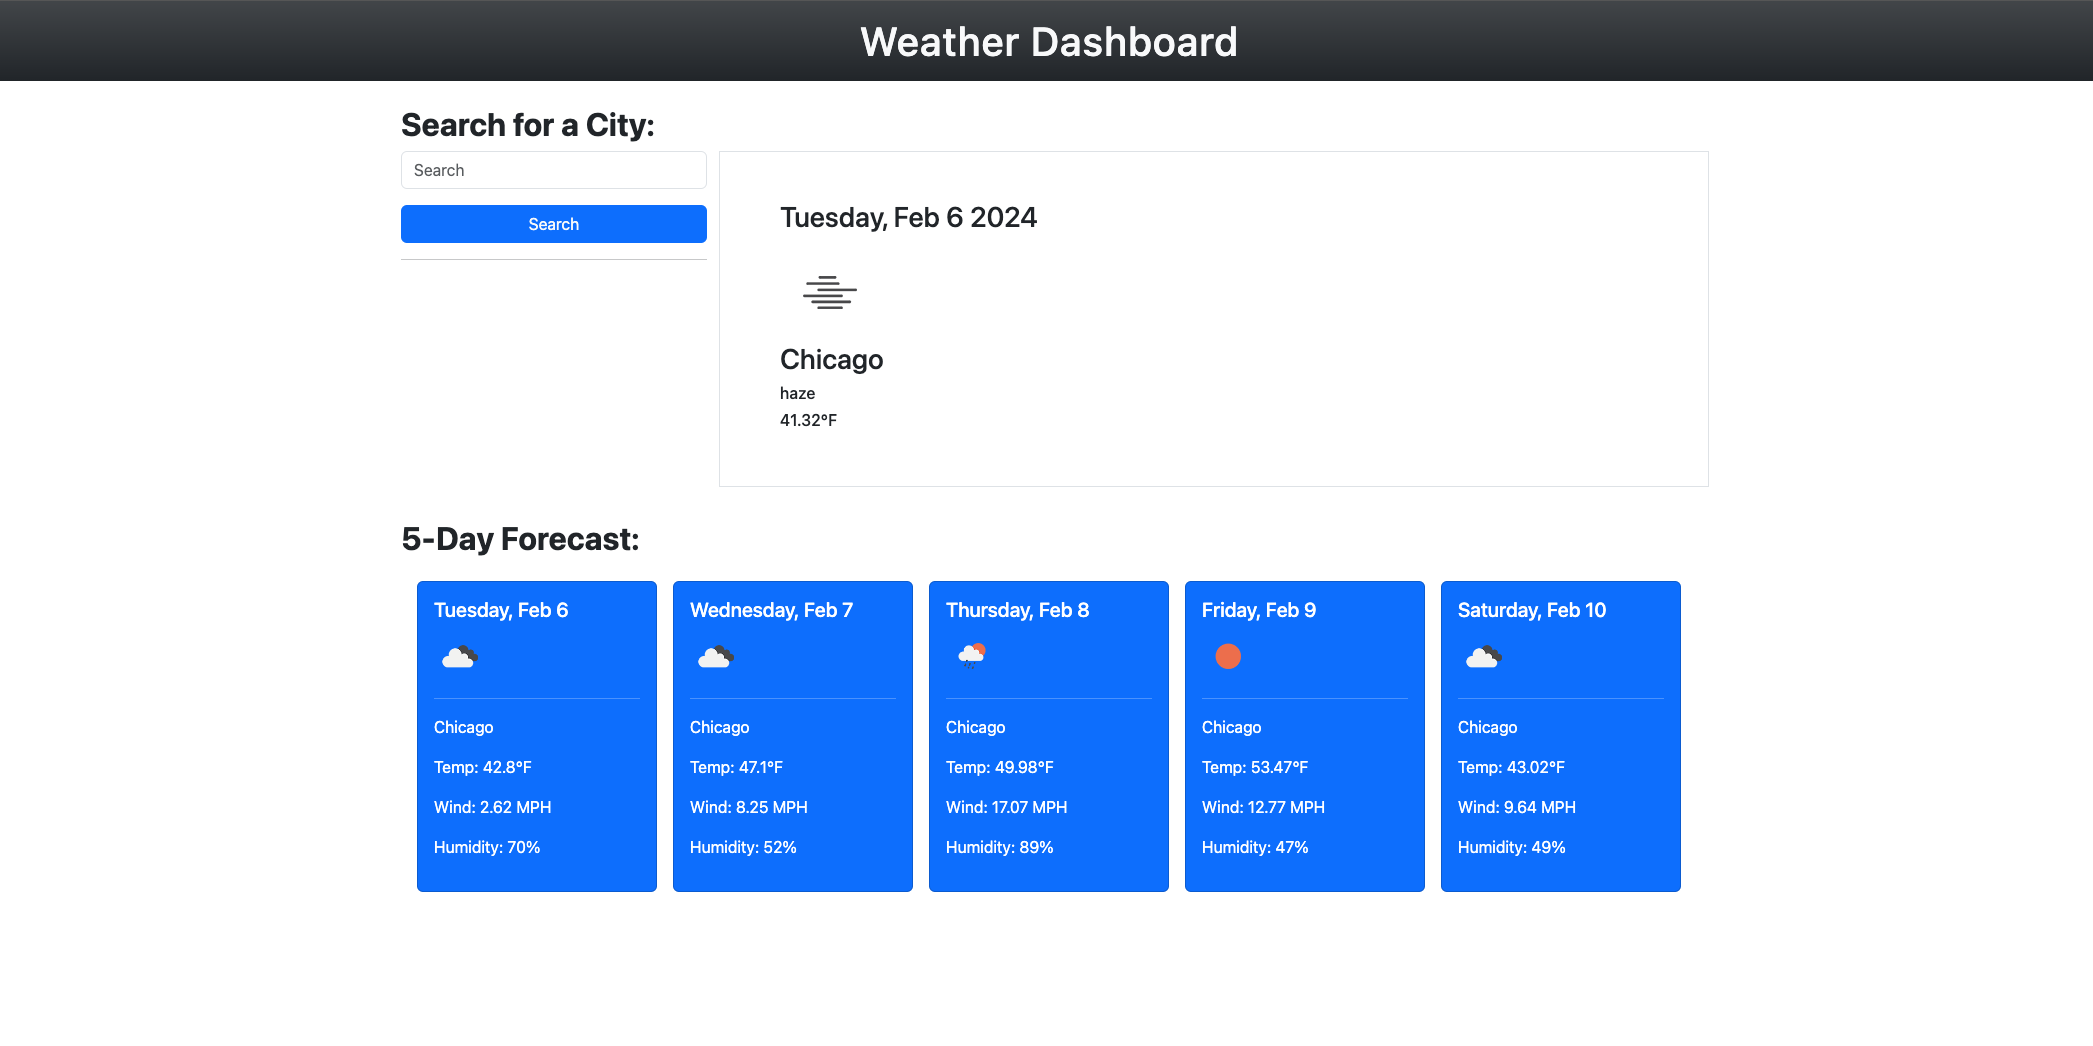 Weather Dashboard
Search for a City:
Search
Search
Tuesday, Feb 6 2024
Chicago
haze
41.32°F
5-Day Forecast:
Tuesday, Feb 6
Chicago
Temp: 42.8°F
Wind: 2.62 MPH
Humidity: 70%
Wednesday, Feb 7
Chicago
Temp: 47.1°F
Wind: 8.25 MPH
Humidity: 52%
Thursday, Feb 8
Chicago
Temp: 49.98°F
Wind: 17.07 MPH
Humidity: 89%
Friday, Feb 9
Chicago
Temp: 53.47°F
Wind: 12.77 MPH
Humidity: 47%
Saturday, Feb 10
Chicago
Temp: 43.02°F
Wind: 9.64 MPH
Humidity: 49%